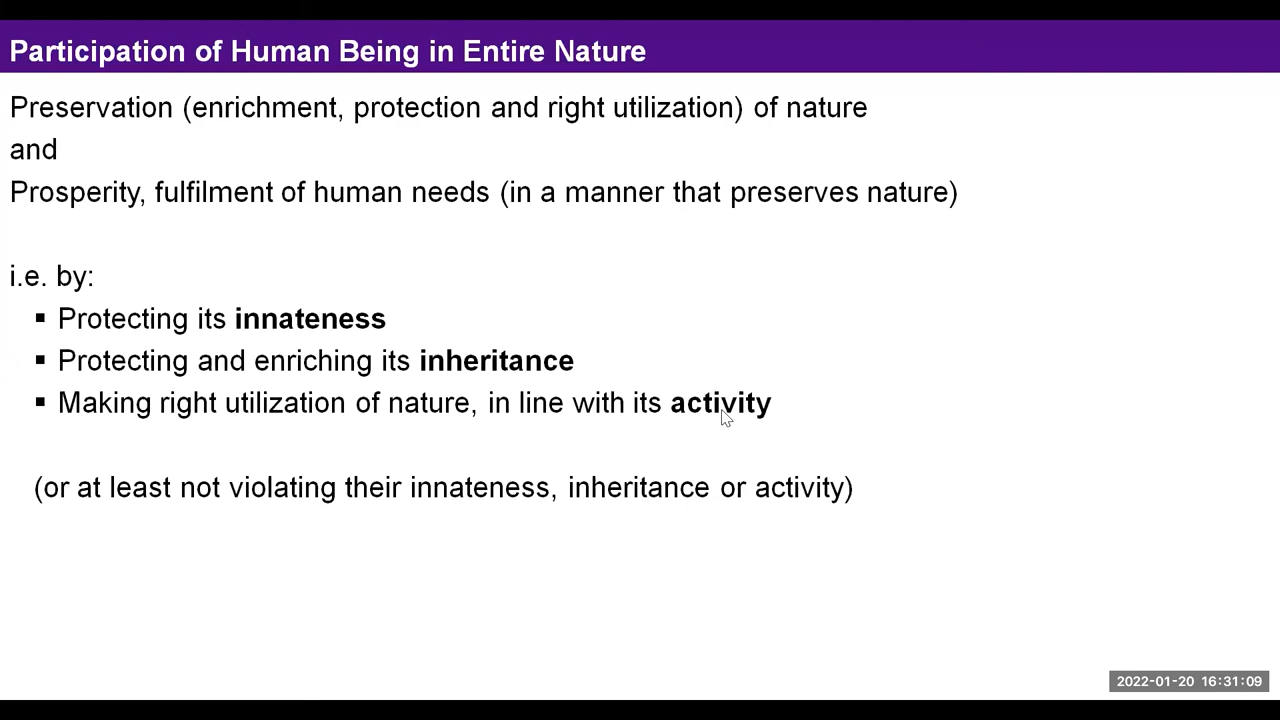 Participation of Human Being in Entire Nature
Preservation (enrichment, protection and right utilization) of nature
and
Prosperity, fulfilment of human needs (in a manner that preserves nature)
i.e. by:
▪ Protecting its innateness
▪ Protecting and enriching its inheritance
▪ Making right utilization of nature, in line with its activity
(or at least not violating their innateness, inheritance or activity)
2022-01-20 16:31:09